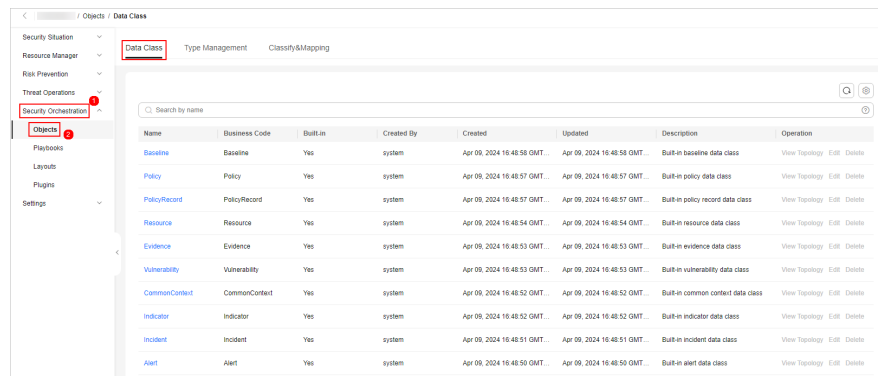 / Objects / Data Class
Security Situation
Resource Manager
Risk Prevention
Threat Operations
1
Security Orchestration
Objects
2
Playbooks
Layouts
Plugins
Settings
Data Class Type Management Classify&Mapping
Search by name
Name Business Code Built-in Created By Created Updated Description Operation
Baseline Baseline Yes system Apr 09, 2024 16:48:58 GMT... Apr 09, 2024 16:48:58 GMT... Built-in baseline data class View Topology Edit Delete
Policy Policy Yes system Apr 09, 2024 16:48:57 GMT... Apr 09, 2024 16:48:57 GMT... Built-in policy data class View Topology Edit Delete
PolicyRecord PolicyRecord Yes system Apr 09, 2024 16:48:57 GMT... Apr 09, 2024 16:48:57 GMT... Built-in policy record data class View Topology Edit Delete
Resource Resource Yes system Apr 09, 2024 16:48:54 GMT... Apr 09, 2024 16:48:54 GMT... Built-in resource data class View Topology Edit Delete
Evidence Evidence Yes system Apr 09, 2024 16:48:53 GMT... Apr 09, 2024 16:48:53 GMT... Built-in evidence data class View Topology Edit Delete
Vulnerability Vulnerability Yes system Apr 09, 2024 16:48:53 GMT... Apr 09, 2024 16:48:53 GMT... Built-in vulnerability data class View Topology Edit Delete
CommonContext CommonContext Yes system Apr 09, 2024 16:48:52 GMT... Apr 09, 2024 16:48:52 GMT... Built-in common context data class View Topology Edit Delete
Indicator Indicator Yes system Apr 09, 2024 16:48:52 GMT... Apr 09, 2024 16:48:52 GMT... Built-in indicator data class View Topology Edit Delete
Incident Incident Yes system Apr 09, 2024 16:48:51 GMT... Apr 09, 2024 16:48:51 GMT... Built-in incident data class View Topology Edit Delete
Alert Alert Yes system Apr 09, 2024 16:48:50 GMT... Apr 09, 2024 16:48:50 GMT... Built-in alert data class View Topology Edit Delete